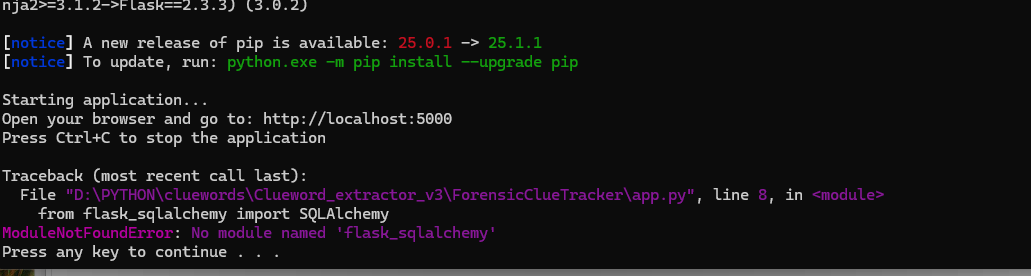 nja2>=3.1.2->Flask==2.3.3) (3.0.2)
[notice] A new release of pip is available: 25.0.1 -> 25.1.1
[notice] To update, run: python.exe -m pip install --upgrade pip
Starting application...
Open your browser and go to: http://localhost:5000
Press Ctrl+C to stop the application
Traceback (most recent call last):
  File "D:\PYTHON\cluewords\Clueword_extractor_v3\ForensicClueTracker\app.py", line 8, in <module>
    from flask_sqlalchemy import SQLAlchemy
ModuleNotFoundError: No module named 'flask_sqlalchemy'
Press any key to continue . . .